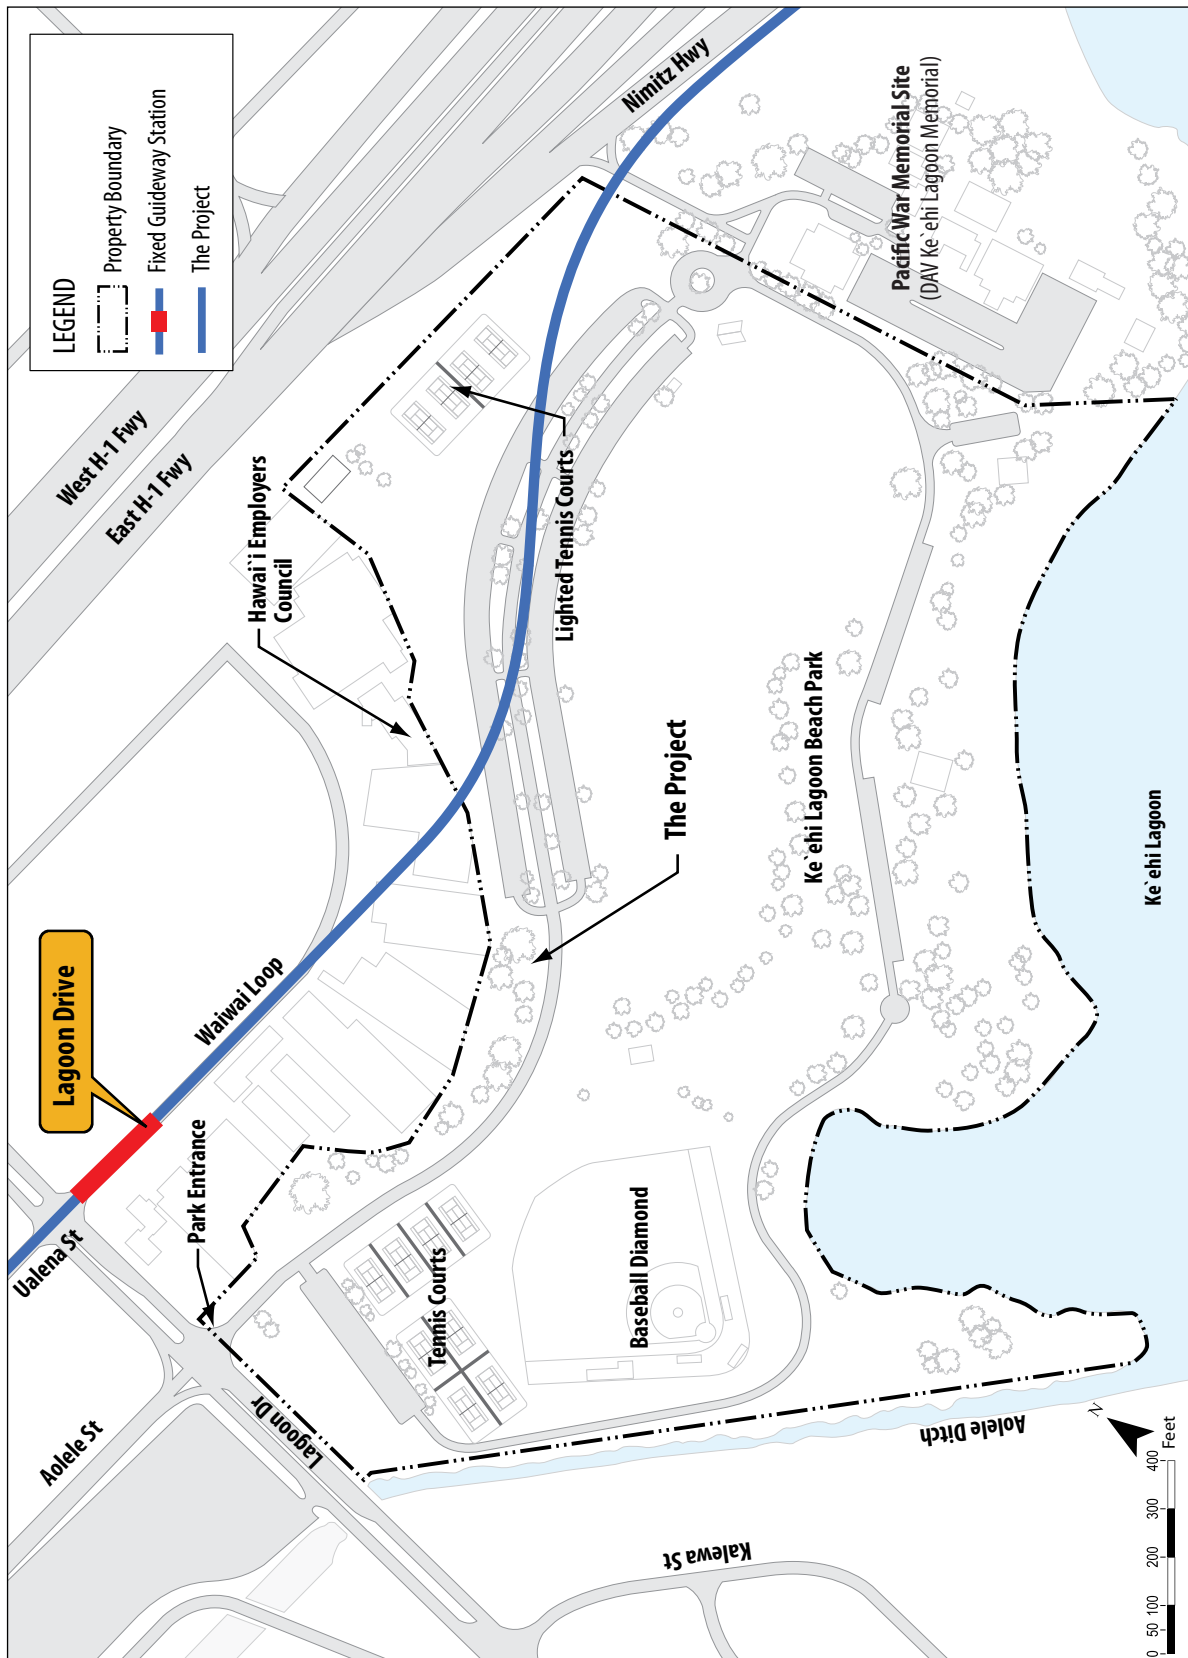 LEGEND
Property Boundary
Fixed Guideway Station
The Project
West H-1 Fwy
East H-1 Fwy
Nimitz Hwy
Pacific War Memorial Site
(DAV Ke`ehi Lagoon Memorial)
Hawai`i Employers
Council
Lighted Tennis Courts
The Project
Ke`ehi Lagoon Beach Park
Ke`ehi Lagoon
Lagoon Drive
Waiwai Loop
Park Entrance
Ualena St
Aolele St
Lagoon Dr
Tennis Courts
Baseball Diamond
Aolele Ditch
Kalewa St
N
0 50 100 200 300 400
Feet